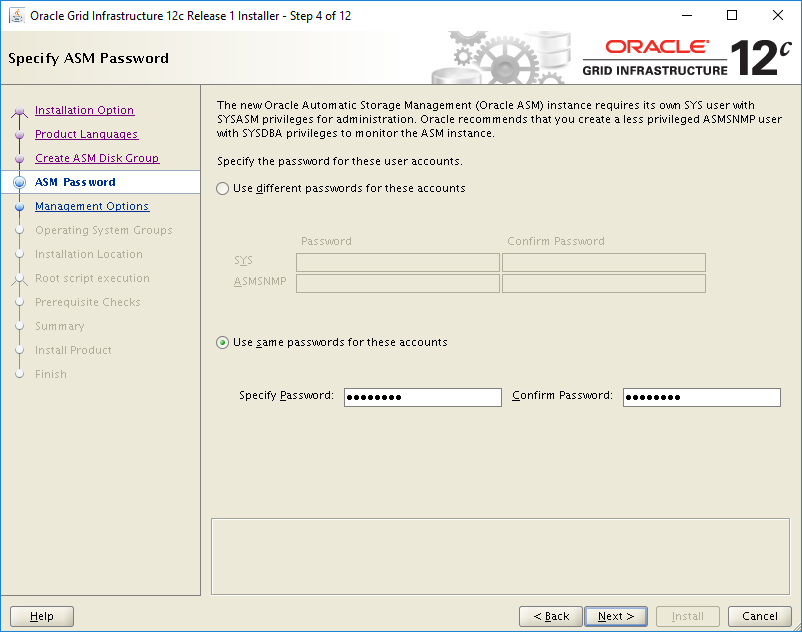 Oracle Grid Infrastructure 12c Release 1 Installer - Step 4 of 12
Specify ASM Password
ORACLE
GRID INFRASTRUCTURE
12c
Installation Option
Product Languages
Create ASM Disk Group
ASM Password
Management Options
Operating System Groups
Installation Location
Root script execution
Prerequisite Checks
Summary
Install Product
Finish
The new Oracle Automatic Storage Management (Oracle ASM) instance requires its own SYS user with
SYSASM privileges for administration. Oracle recommends that you create a less privileged ASMSNMP user
with SYSDBA privileges to monitor the ASM instance.
Specify the password for these user accounts.
Use different passwords for these accounts
Password Confirm Password
SYS
ASMSNMP
Use same passwords for these accounts
Specify Password: •••••••• Confirm Password: ••••••••
Help < Back Next > Install Cancel